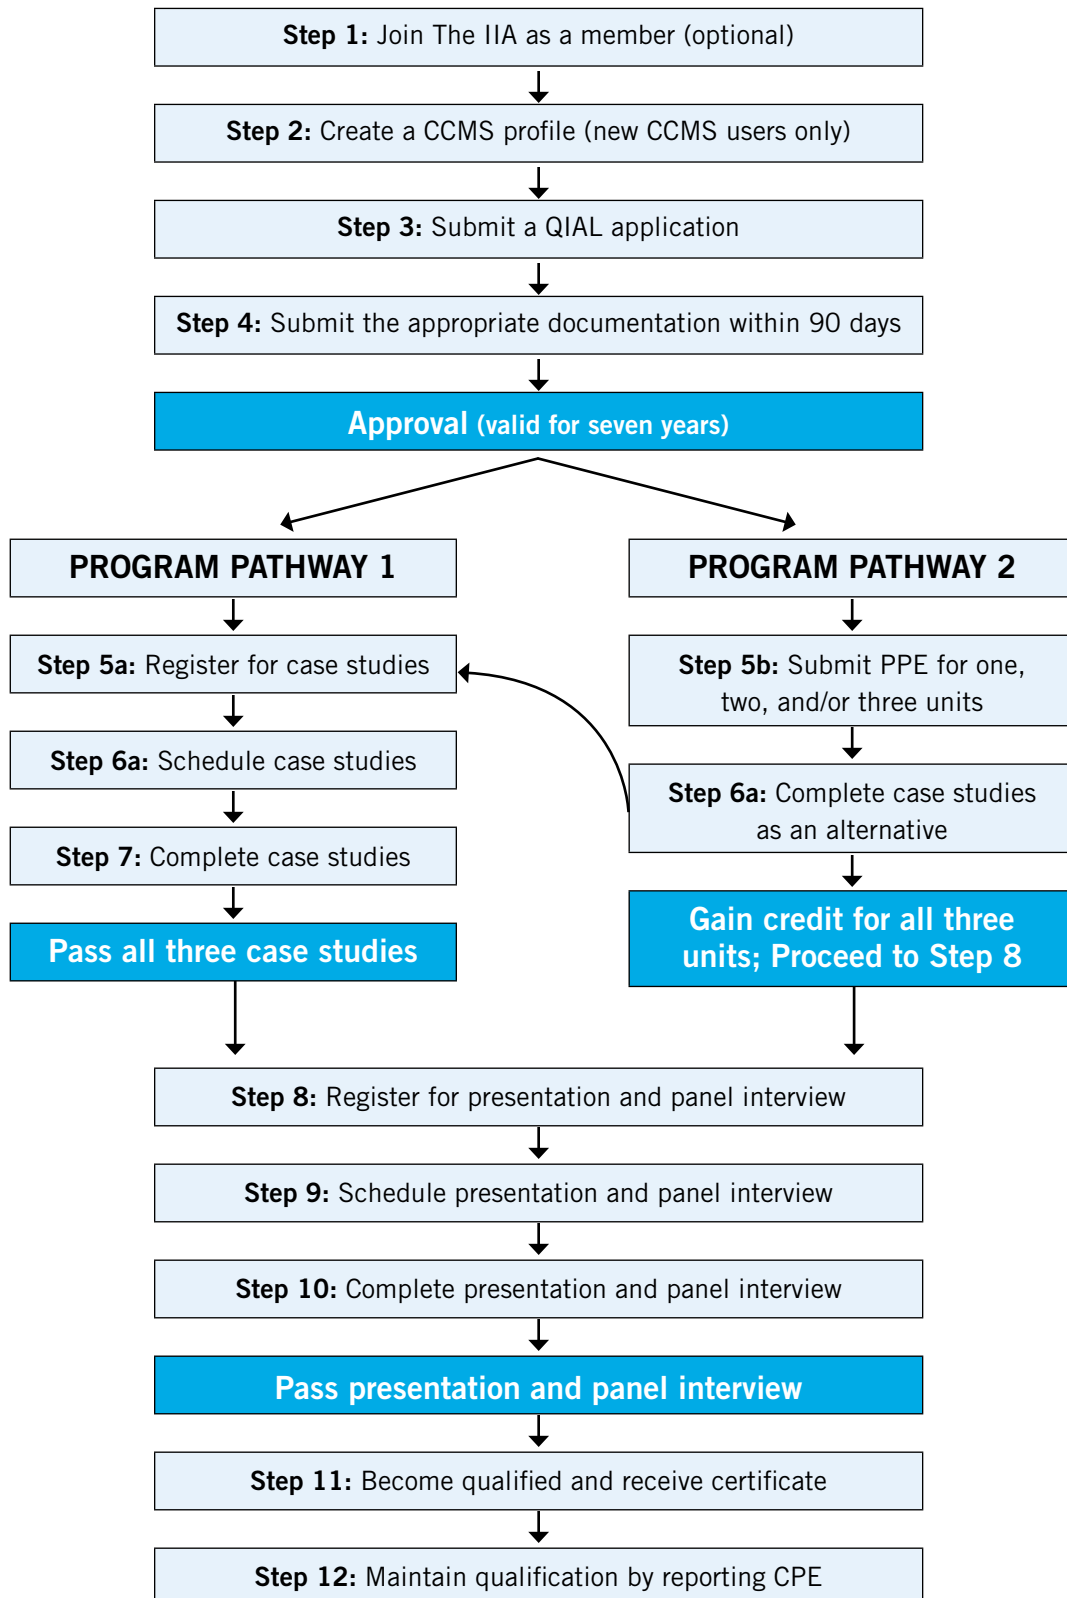 Step 1: Join The IIA as a member (optional)
Step 2: Create a CCMS profile (new CCMS users only)
Step 3: Submit a QIAL application
Step 4: Submit the appropriate documentation within 90 days
Approval (valid for seven years)
PROGRAM PATHWAY 1
Step 5a: Register for case studies
Step 6a: Schedule case studies
Step 7: Complete case studies
Pass all three case studies
PROGRAM PATHWAY 2
Step 5b: Submit PPE for one,
two, and/or three units
Step 6a: Complete case studies
as an alternative
Gain credit for all three
units; Proceed to Step 8
Step 8: Register for presentation and panel interview
Step 9: Schedule presentation and panel interview
Step 10: Complete presentation and panel interview
Pass presentation and panel interview
Step 11: Become qualified and receive certificate
Step 12: Maintain qualification by reporting CPE